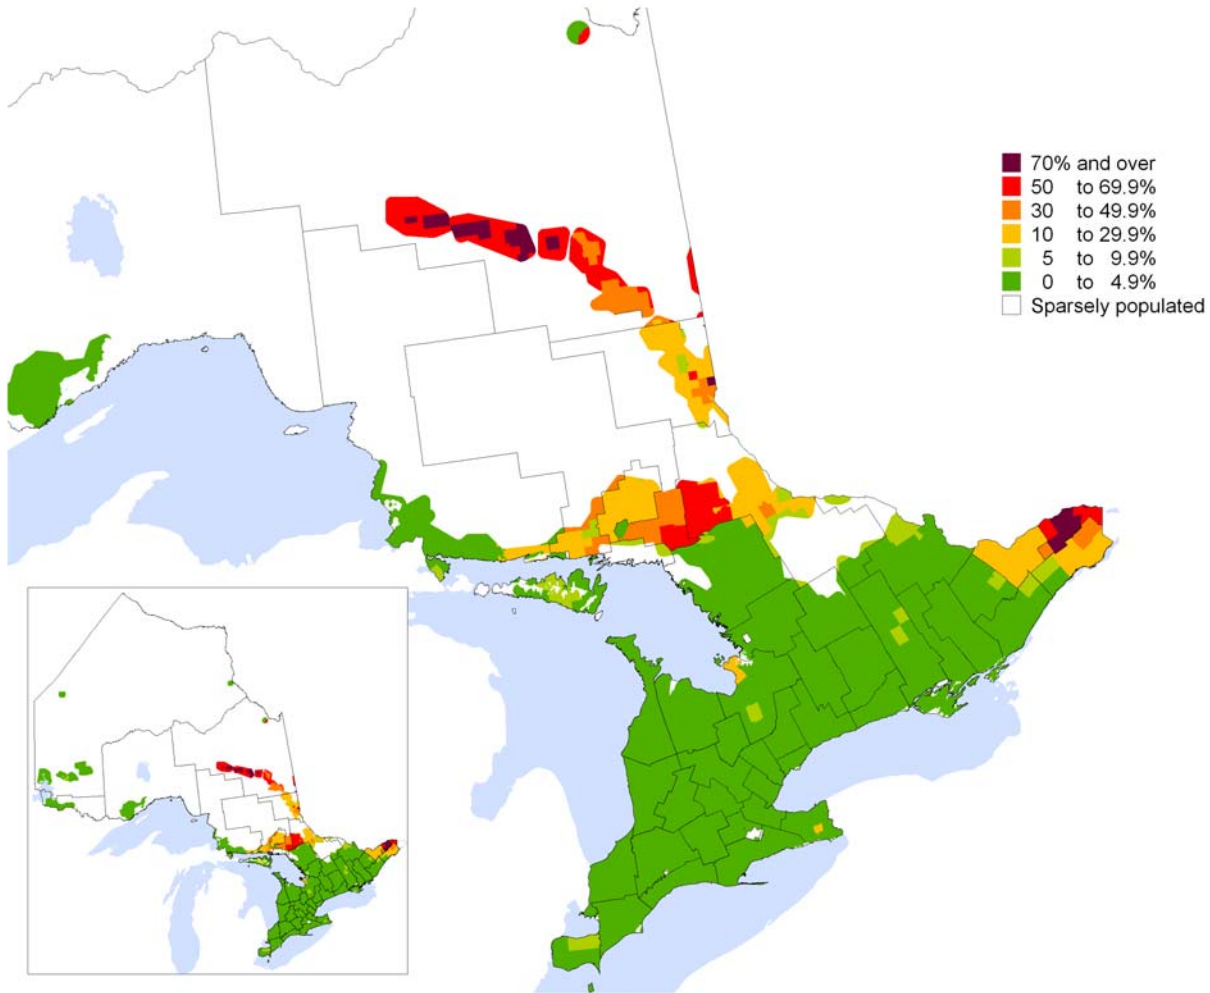 70% and over
50 to 69.9%
30 to 49.9%
10 to 29.9%
5 to 9.9%
0 to 4.9%
Sparsely populated